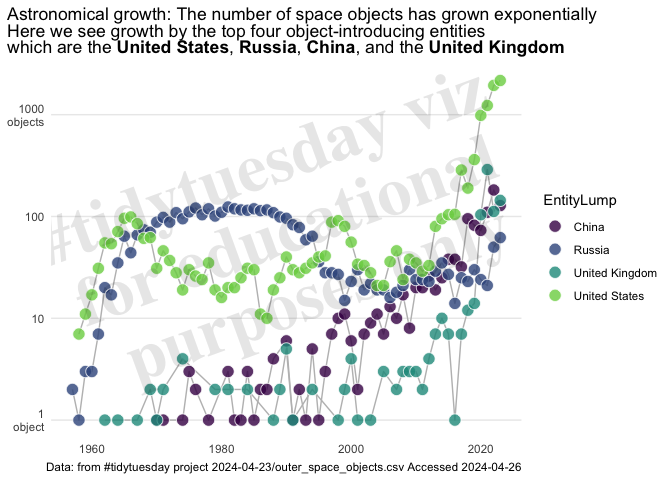 Astronomical growth: The number of space objects has grown exponentially
Here we see growth by the top four object-introducing entities
which are the United States, Russia, China, and the United Kingdom
#tidytuesday viz
for educational
1000
objects
100
10
1
object
1960
1980
2000
2020
EntityLump
China
Russia
United Kingdom
United States
Data: from #tidytuesday project 2024-04-23/outer_space_objects.csv Accessed 2024-04-26